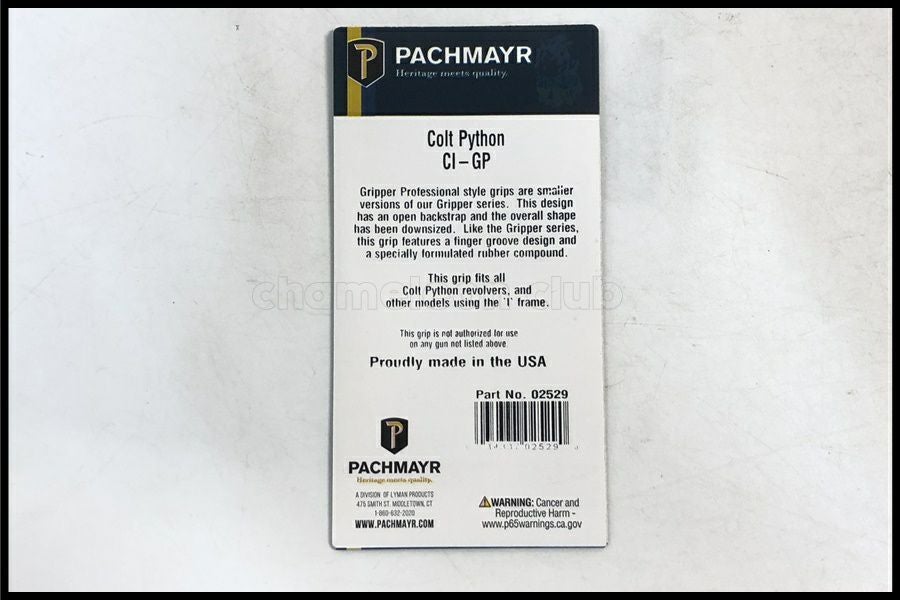 PACHMAYR
Heritage meets quality.
Colt Python
CI – GP
Gripper Professional style grips are smaller
versions of our Gripper series. This design
has an open backstrap and the overall shape
has been downsized. Like the Gripper series,
this grip features a finger groove design and
a specially formulated rubber compound.
This grip fits all
Colt Python revolvers, and
other models using the 'I' frame.
This grip is not authorized for use
on any gun not listed above.
Proudly made in the USA
Part No. 02529
02529
P
PACHMAYR
Heritage meets quality.
A DIVISION OF LYMAN PRODUCTS
475 SMITH ST. MIDDLETOWN, CT
1-860-632-2020
WWW.PACHMAYR.COM
WARNING: Cancer and
Reproductive Harm -
www.p65warnings.ca.gov